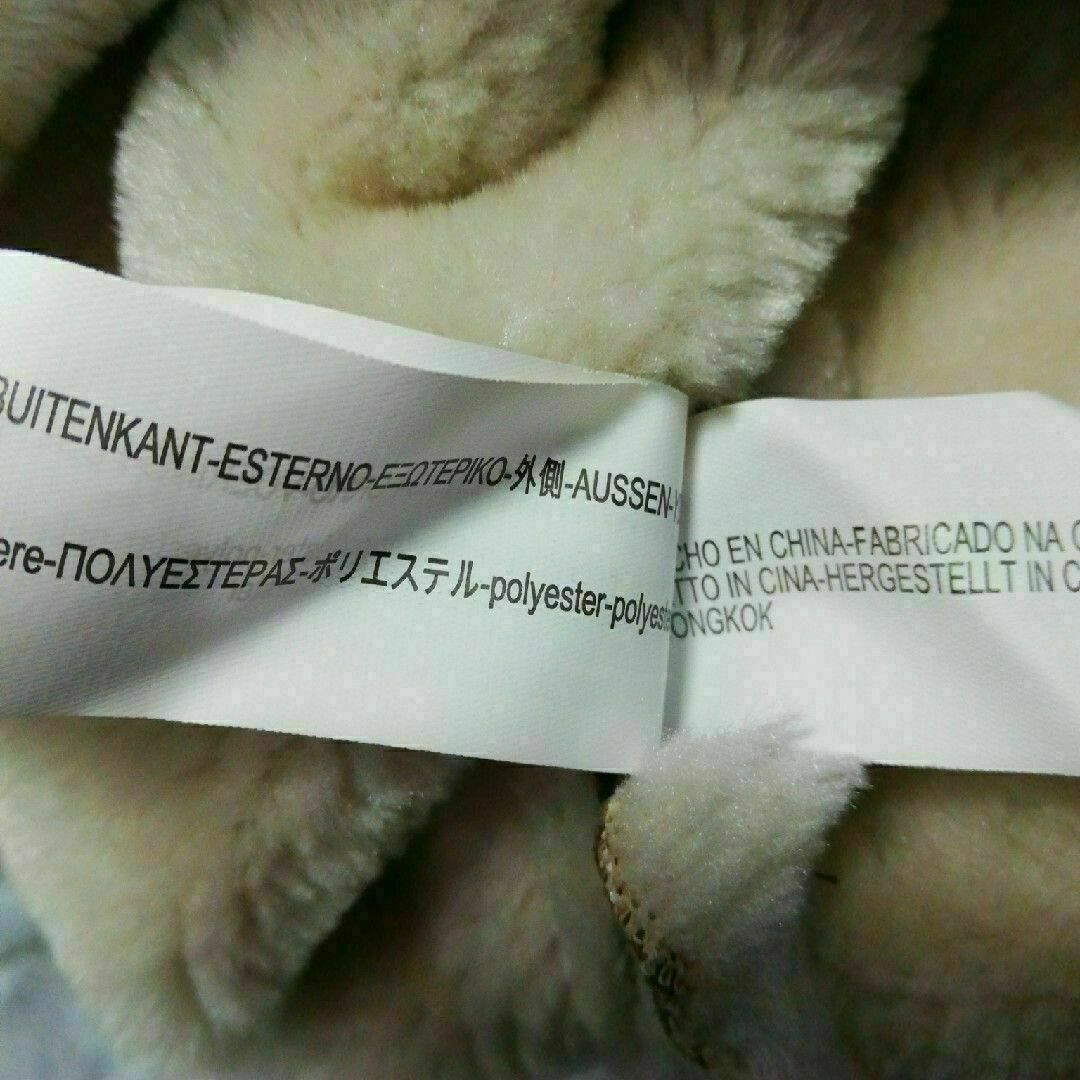 BUITENKANT-ESTERNO-ΕΞΩΤΕΡΙΚΟ-外側-AUSSEN-
ere-ΠΟΛΥΕΣΤΕΡΑΣ-ポリエステル-polyester-polyeste
CHO EN CHINA-FABRICADO NA C
TTO IN CINA-HERGESTELLT IN C
ONGKOK